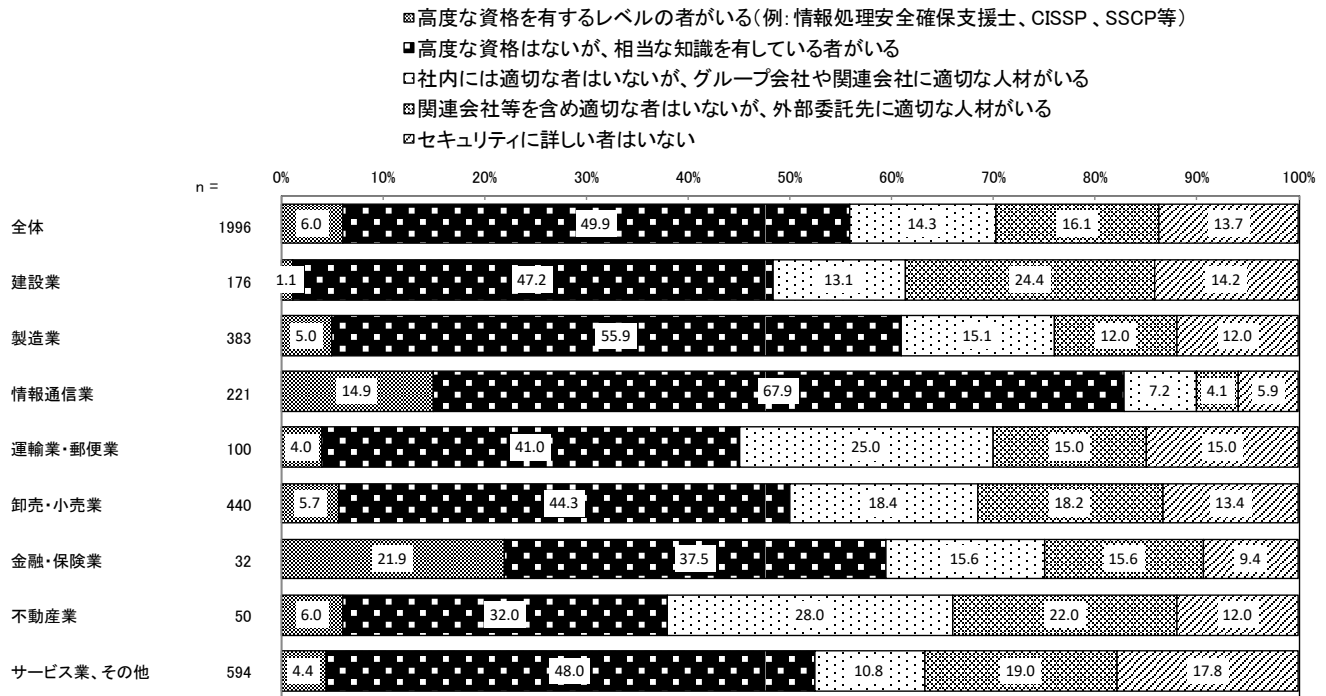 高度な資格を有するレベルの者がいる(例:情報処理安全確保支援士、CISSP、SSCP等)
高度な資格はないが、相当な知識を有している者がいる
社内には適切な者はいないが、グループ会社や関連会社に適切な人材がいる
関連会社等を含め適切な者はいないが、外部委託先に適切な人材がいる
セキュリティに詳しい者はいない
n = 0% 10% 20% 30% 40% 50% 60% 70% 80% 90% 100%
全体 1996 6.0 49.9 14.3 16.1 13.7
建設業 176 1.1 47.2 13.1 24.4 14.2
製造業 383 5.0 55.9 15.1 12.0 12.0
情報通信業 221 14.9 67.9 7.2 4.1 5.9
運輸業・郵便業 100 4.0 41.0 25.0 15.0 15.0
卸売・小売業 440 5.7 44.3 18.4 18.2 13.4
金融・保険業 32 21.9 37.5 15.6 15.6 9.4
不動産業 50 6.0 32.0 28.0 22.0 12.0
サービス業、その他 594 4.4 48.0 10.8 19.0 17.8